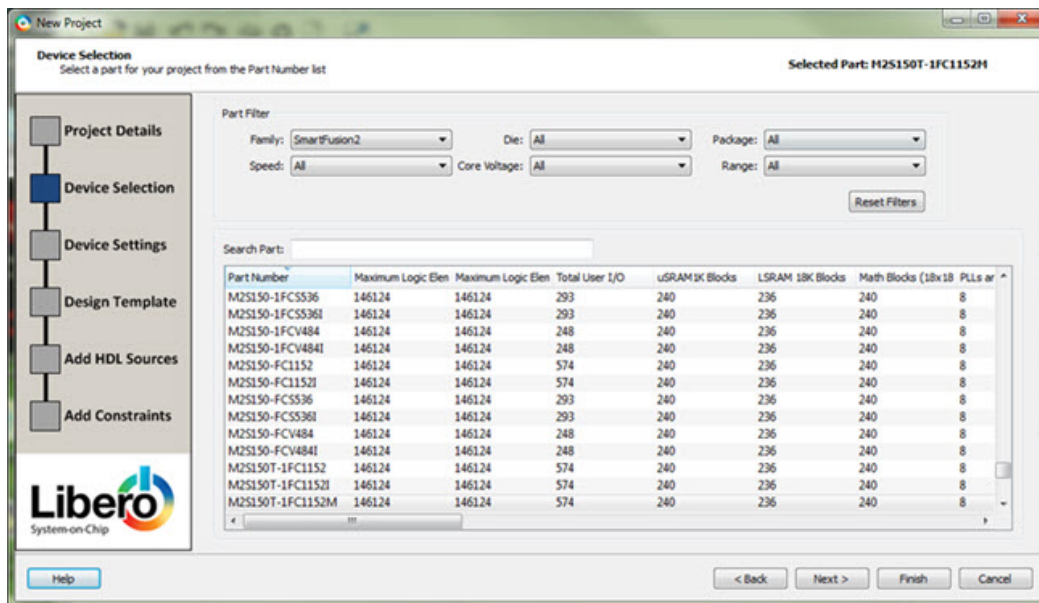 New Project
Device Selection
Select a part for your project from the Part Number list
Selected Part: M2S150T-1FC1152M
Project Details
Device Selection
Device Settings
Design Template
Add HDL Sources
Add Constraints
Libero
System-on-Chip
Part Filter
Family: SmartFusion2 Die: All Package: All
Speed: All Core Voltage: All Range: All
Reset Filters
Search Part:
Part Number Maximum Logic Elen Maximum Logic Elen Total User I/O uSRAM1K Blocks LSRAM 18K Blocks Math Blocks (18x18 PLLs ar
M2S150-1FCS536 146124 146124 293 240 236 240 8
M2S150-1FCS536I 146124 146124 293 240 236 240 8
M2S150-1FCV484 146124 146124 248 240 236 240 8
M2S150-1FCV484I 146124 146124 248 240 236 240 8
M2S150-FC1152 146124 146124 574 240 236 240 8
M2S150-FC1152I 146124 146124 574 240 236 240 8
M2S150-FCS536 146124 146124 293 240 236 240 8
M2S150-FCS536I 146124 146124 293 240 236 240 8
M2S150-FCV484 146124 146124 248 240 236 240 8
M2S150-FCV484I 146124 146124 248 240 236 240 8
M2S150T-1FC1152 146124 146124 574 240 236 240 8
M2S150T-1FC1152I 146124 146124 574 240 236 240 8
M2S150T-1FC1152M 146124 146124 574 240 236 240 8
Help < Back Next > Finish Cancel